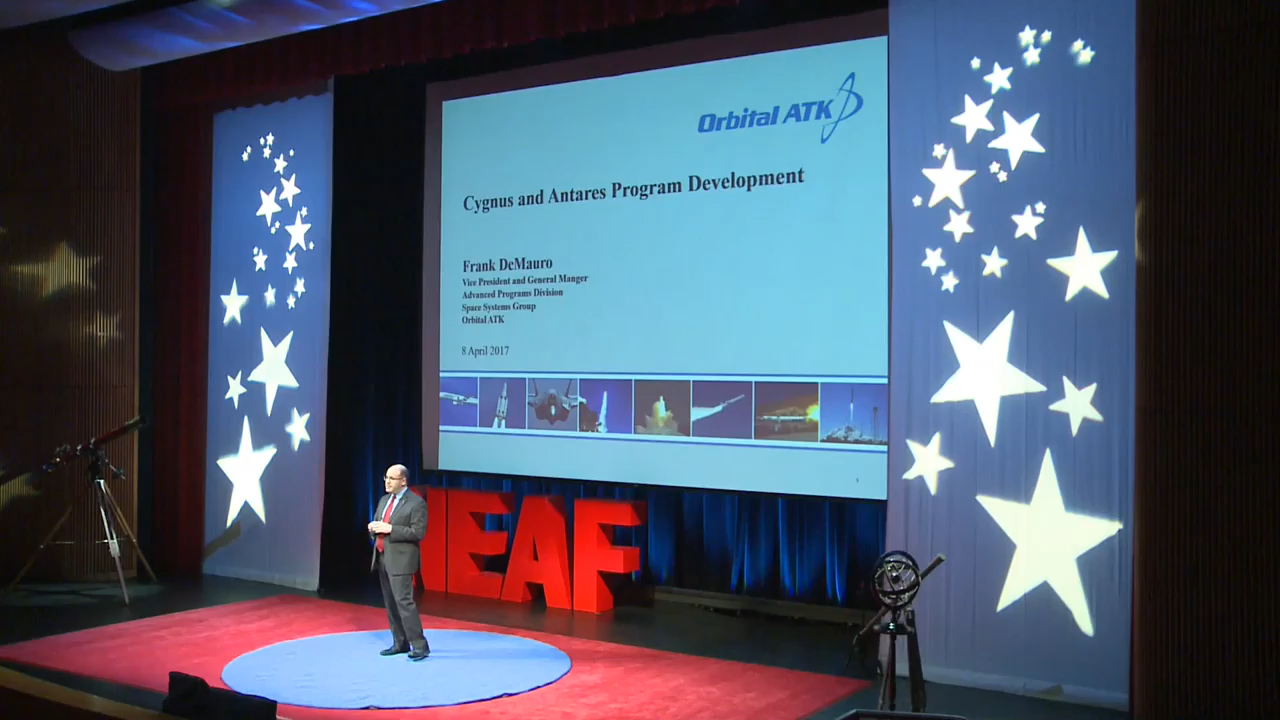 Orbital ATK
Cygnus and Antares Program Development
Frank DeMauro
Vice President and General Manger
Advanced Programs Division
Space Systems Group
Orbital ATK
8 April 2017
NEAF